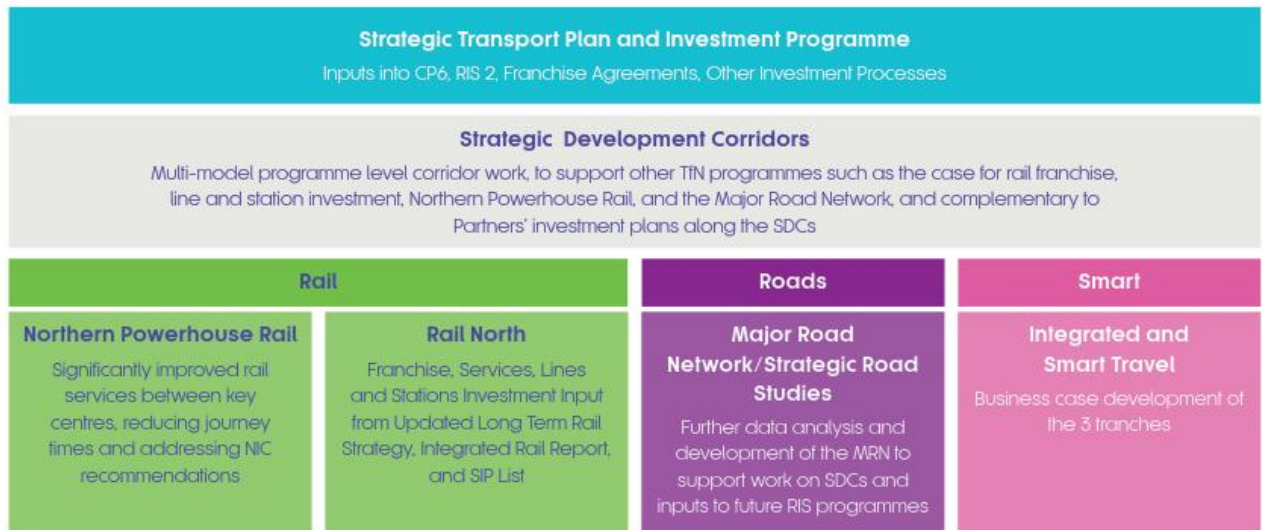 Strategic Transport Plan and Investment Programme
Inputs into CP6, RIS 2, Franchise Agreements, Other Investment Processes
Strategic Development Corridors
Multi-model programme level corridor work, to support other TfN programmes such as the case for rail franchise,
line and station investment, Northern Powerhouse Rail, and the Major Road Network, and complementary to
Partners' investment plans along the SDCs
Rail
Northern Powerhouse Rail
Significantly improved rail
services between key
centres, reducing journey
times and addressing NIC
recommendations
Rail North
Franchise, Services, Lines
and Stations Investment Input
from Updated Long Term Rail
Strategy, Integrated Rail Report,
and SIP List
Roads
Major Road
Network/Strategic Road
Studies
Further data analysis and
development of the MRN to
support work on SDCs and
inputs to future RIS programmes
Smart
Integrated and
Smart Travel
Business case development of
the 3 tranches